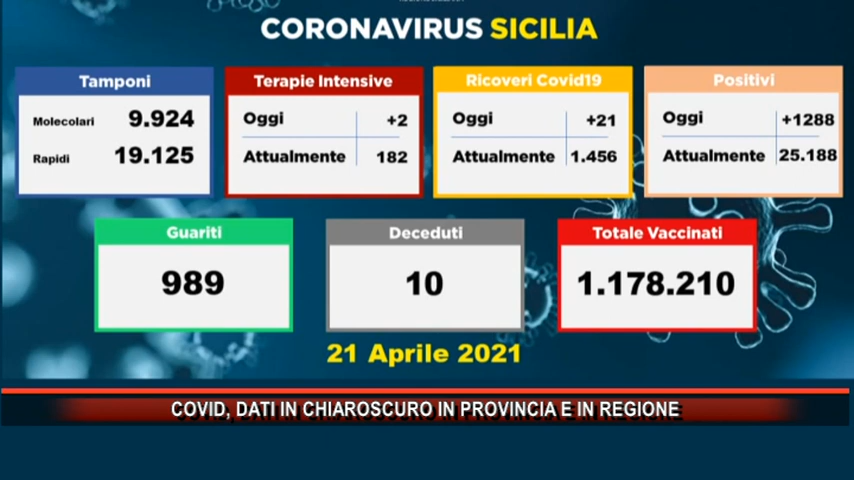 CORONAVIRUS SICILIA
Tamponi
Molecolari 9.924
Rapidi 19.125
Terapie Intensive
Oggi +2
Attualmente 182
Ricoveri Covid19
Oggi +21
Attualmente 1.456
Positivi
Oggi +1288
Attualmente 25.188
Guariti
989
Deceduti
10
Totale Vaccinati
1.178.210
21 Aprile 2021
COVID, DATI IN CHIAROSCURO IN PROVINCIA E IN REGIONE